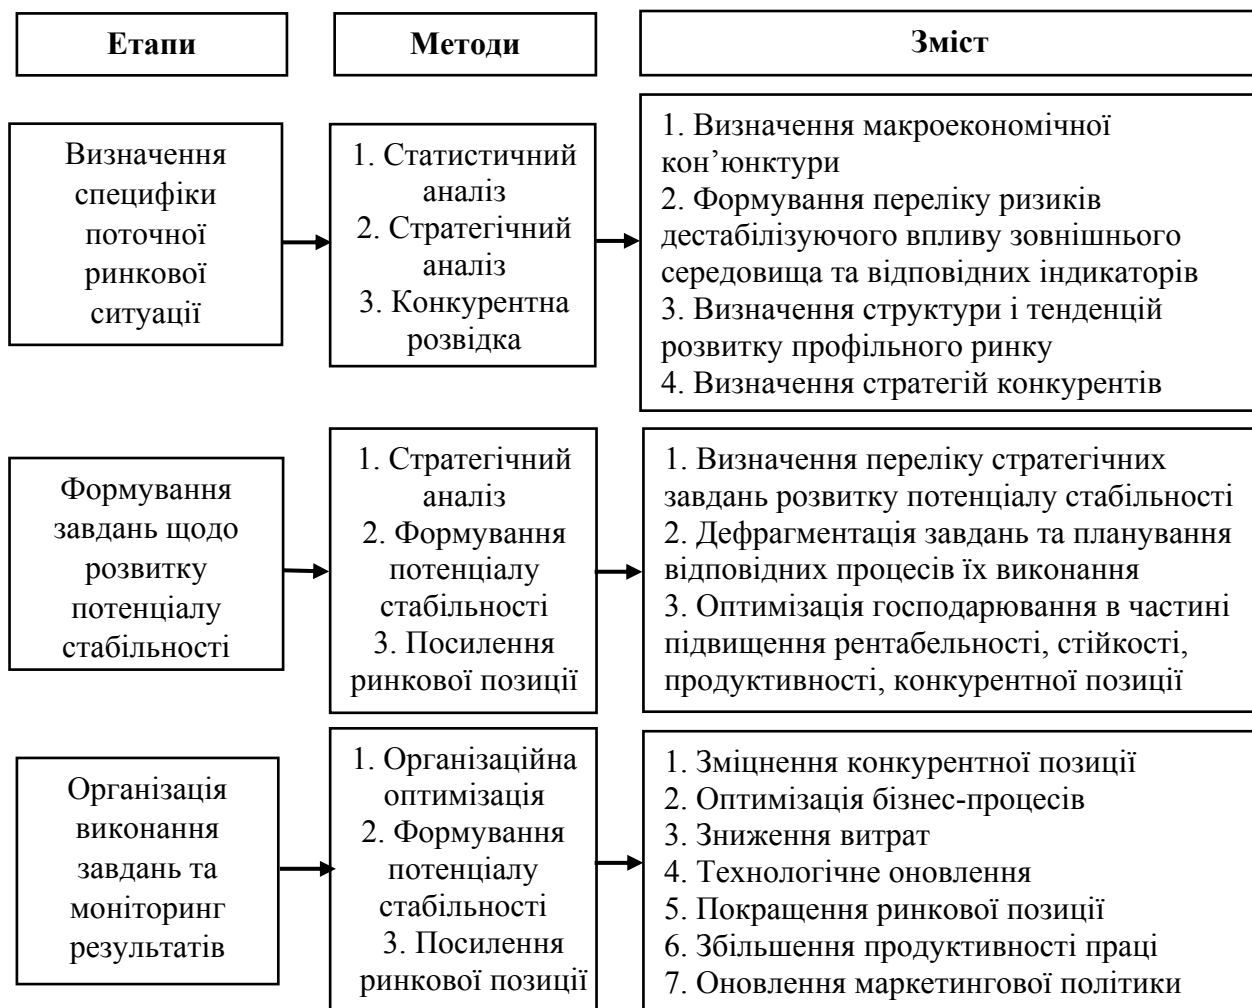 Етапи
Методи
Зміст
Визначення
специфіки
поточної
ринкової
ситуації
1. Статистичний
аналіз
2. Стратегічний
аналіз
3. Конкурентна
розвідка
1. Визначення макроекономічної
кон’юнктури
2. Формування переліку ризиків
дестабілізуючого впливу зовнішнього
середовища та відповідних індикаторів
3. Визначення структури і тенденцій
розвитку профільного ринку
4. Визначення стратегій конкурентів
Формування
завдань щодо
розвитку
потенціалу
стабільності
1. Стратегічний
аналіз
2. Формування
потенціалу
стабільності
3. Посилення
ринкової позиції
1. Визначення переліку стратегічних
завдань розвитку потенціалу стабільності
2. Дефрагментація завдань та планування
відповідних процесів їх виконання
3. Оптимізація господарювання в частині
підвищення рентабельності, стійкості,
продуктивності, конкурентної позиції
Організація
виконання
завдань та
моніторинг
результатів
1. Організаційна
оптимізація
2. Формування
потенціалу
стабільності
3. Посилення
ринкової позиції
1. Зміцнення конкурентної позиції
2. Оптимізація бізнес-процесів
3. Зниження витрат
4. Технологічне оновлення
5. Покращення ринкової позиції
6. Збільшення продуктивності праці
7. Оновлення маркетингової політики